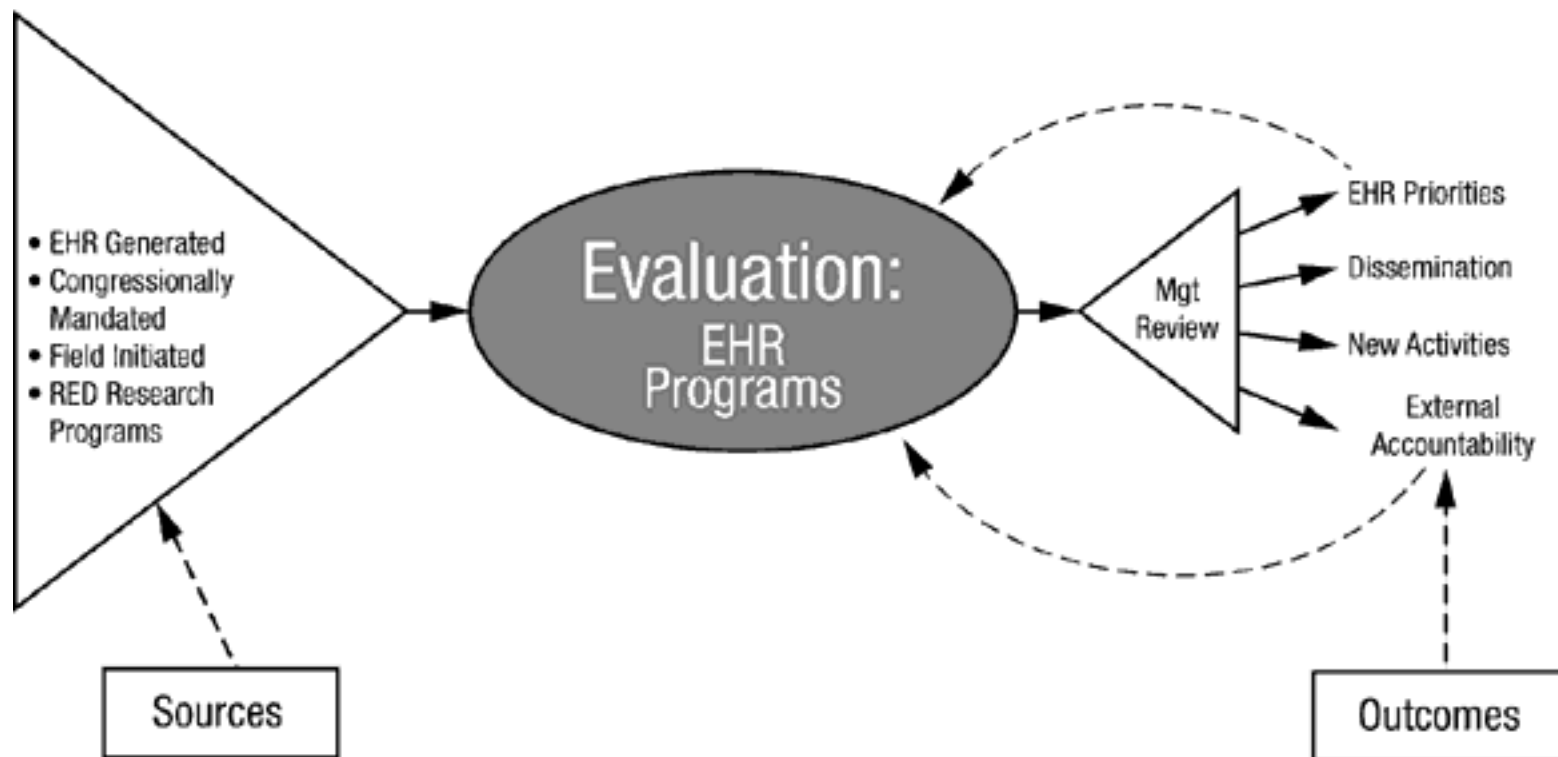 • EHR Generated
• Congressionally
Mandated
• Field Initiated
• RED Research
Programs
Sources
Evaluation:
EHR
Programs
Mgt
Review
EHR Priorities
Dissemination
New Activities
External
Accountability
Outcomes